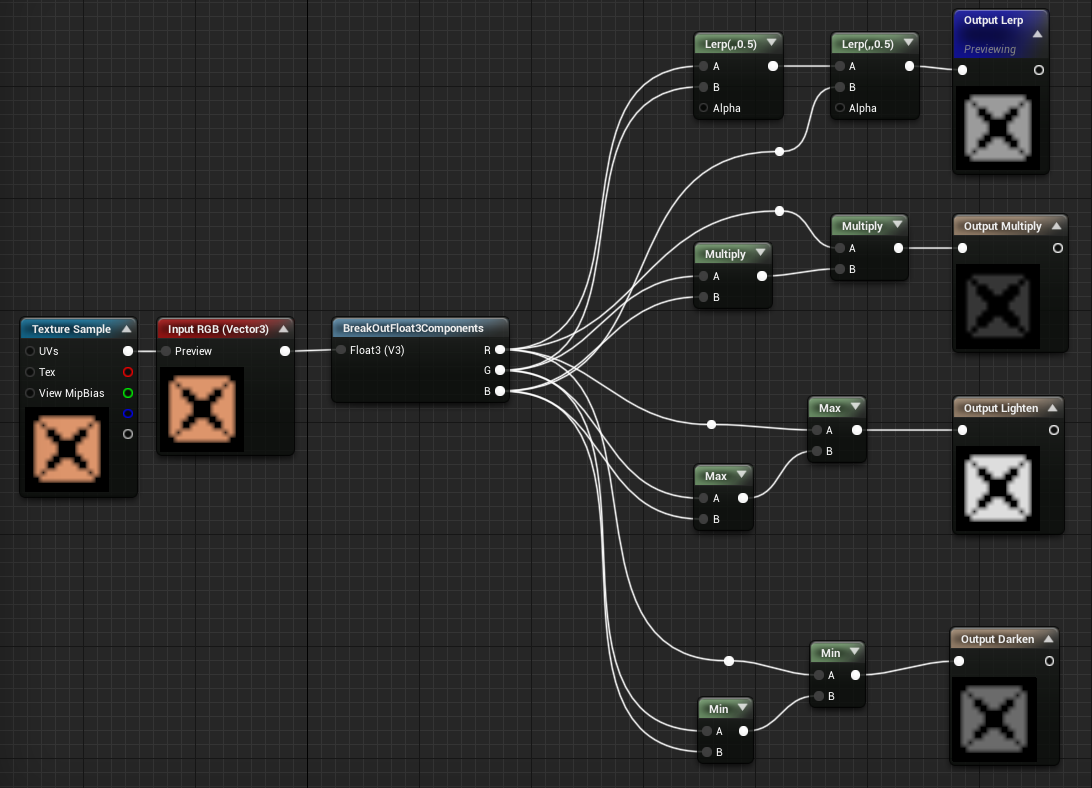 Texture Sample
UVs
Tex
View MipBias
Input RGB (Vector3)
Preview
BreakOutFloat3Components
Float3 (V3)
R
G
B
Lerp(,,0.5)
A
B
Alpha
Lerp(,,0.5)
A
B
Alpha
Output Lerp
Previewing
Multiply
A
B
Multiply
A
B
Output Multiply
Max
A
B
Max
A
B
Output Lighten
Min
A
B
Min
A
B
Output Darken